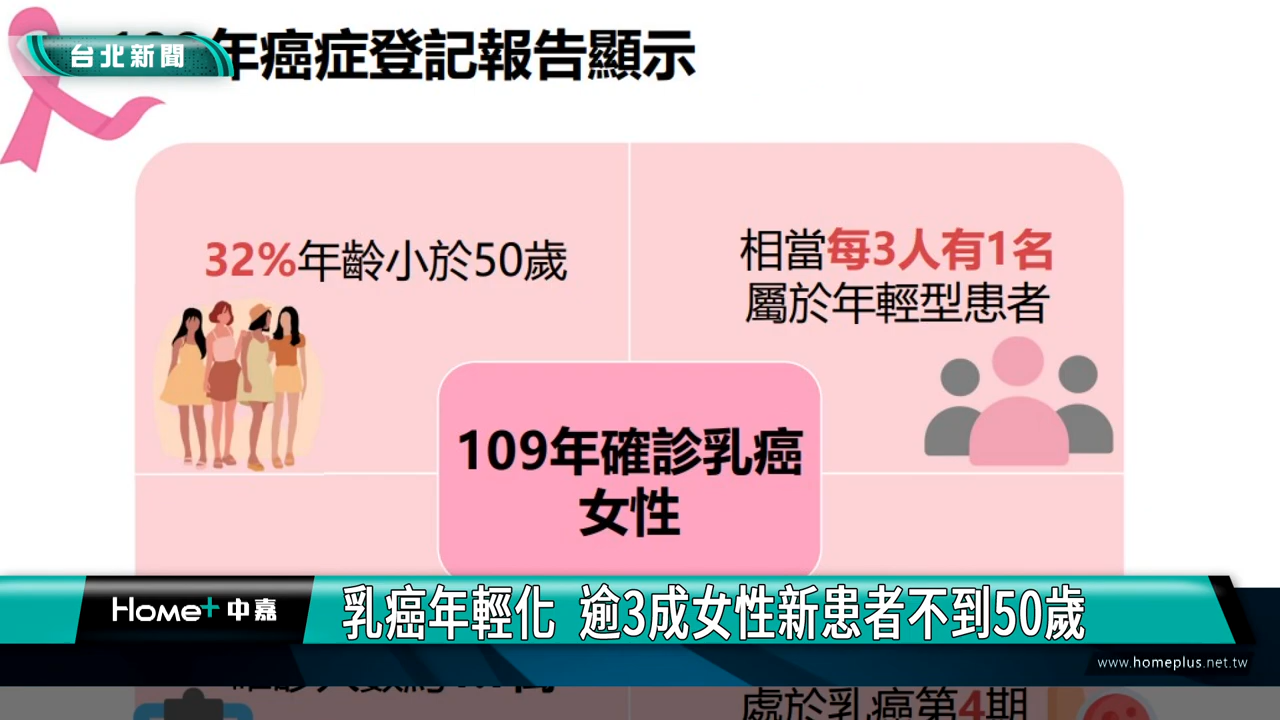 台北新聞
年癌症登記報告顯示
32%年齡小於50歲
相當每3人有1名
屬於年輕型患者
109年確診乳癌
女性
Home+中嘉
乳癌年輕化 逾3成女性新患者不到50歲
www.homeplus.net.tw
處於乳癌第4期